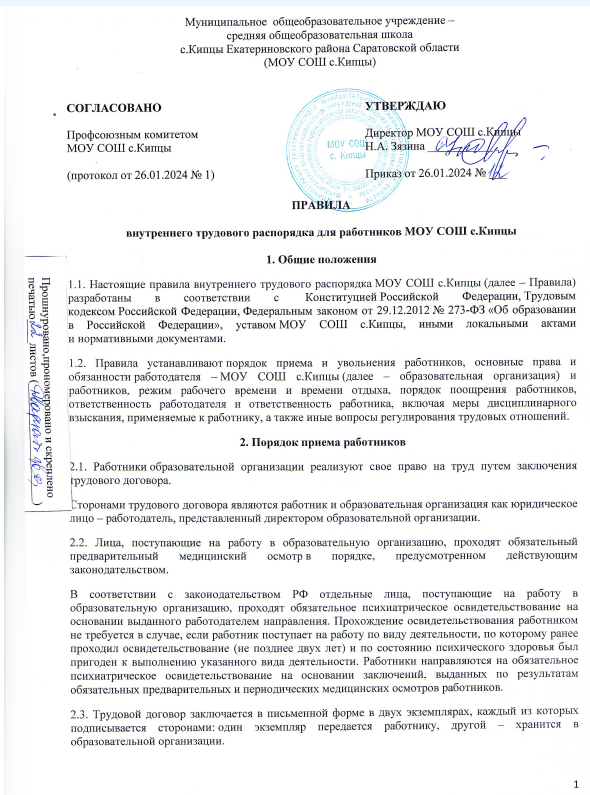 Муниципальное общеобразовательное учреждение –
средняя общеобразовательная школа
с.Кипцы Екатериновского района Саратовской области
(МОУ СОШ с.Кипцы)
СОГЛАСОВАНО
Профсоюзным комитетом
МОУ СОШ с.Кипцы
(протокол от 26.01.2024 № 1)
УТВЕРЖДАЮ
Директор МОУ СОШ с.Кипцы
Н.А. Зязина
Приказ от 26.01.2024 №
МОУ СОШ
с. Кипцы
ПРАВИЛА
внутреннего трудового распорядка для работников МОУ СОШ с.Кипцы
1. Общие положения
1.1. Настоящие правила внутреннего трудового распорядка МОУ СОШ с.Кипцы (далее – Правила)
разработаны в соответствии с Конституцией Российской Федерации, Трудовым
кодексом Российской Федерации, Федеральным законом от 29.12.2012 № 273-ФЗ «Об образовании
в Российской Федерации», уставом МОУ СОШ с.Кипцы, иными локальными актами
и нормативными документами.
1.2. Правила устанавливают порядок приема и увольнения работников, основные права и
обязанности работодателя – МОУ СОШ с.Кипцы (далее – образовательная организация) и
работников, режим рабочего времени и времени отдыха, порядок поощрения работников,
ответственность работодателя и ответственность работника, включая меры дисциплинарного
взыскания, применяемые к работнику, а также иные вопросы регулирования трудовых отношений.
2. Порядок приема работников
2.1. Работники образовательной организации реализуют свое право на труд путем заключения
трудового договора.
Сторонами трудового договора являются работник и образовательная организация как юридическое
лицо – работодатель, представленный директором образовательной организации.
2.2. Лица, поступающие на работу в образовательную организацию, проходят обязательный
предварительный медицинский осмотр в порядке, предусмотренном действующим
законодательством.
В соответствии с законодательством РФ отдельные лица, поступающие на работу в
образовательную организацию, проходят обязательное психиатрическое освидетельствование на
основании выданного работодателем направления. Прохождение освидетельствования работником
не требуется в случае, если работник поступает на работу по виду деятельности, по которому ранее
проходил освидетельствование (не позднее двух лет) и по состоянию психического здоровья был
пригоден к выполнению указанного вида деятельности. Работники направляются на обязательное
психиатрическое освидетельствование на основании заключений, выданных по результатам
обязательных предварительных и периодических медицинских осмотров работников.
2.3. Трудовой договор заключается в письменной форме в двух экземплярах, каждый из которых
подписывается сторонами: один экземпляр передается работнику, другой – хранится в
образовательной организации.
Прошнуровано,пронумеровано и скреплено
печатью листов ( )
1